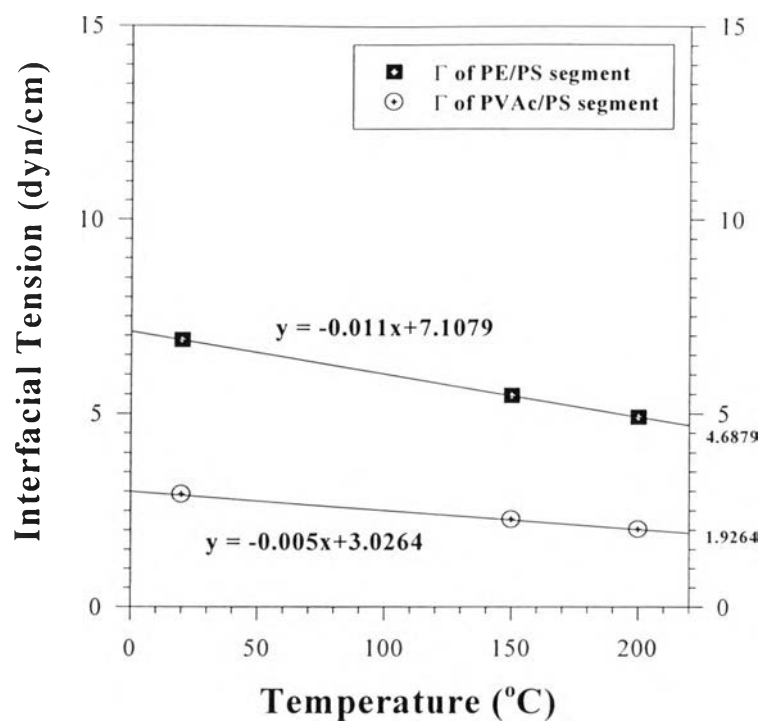 15
15
Γ of PE/PS segment
Γ of PVAc/PS segment
Interfacial Tension (dyn/cm)
10
10
y = -0.011x+7.1079
5
5
4.6879
y = -0.005x+3.0264
1.9264
0
0
0 50 100 150 200
Temperature (°C)